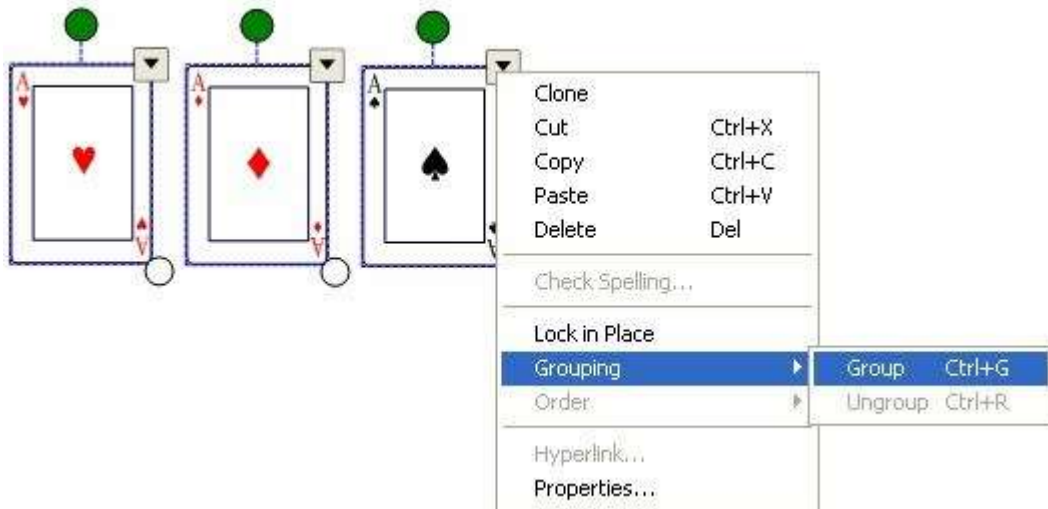 A
A
A
A
A
A
Clone
Cut Ctrl+X
Copy Ctrl+C
Paste Ctrl+V
Delete Del
Check Spelling...
Lock in Place
Grouping
Group Ctrl+G
Order
Ungroup Ctrl+R
Hyperlink...
Properties...